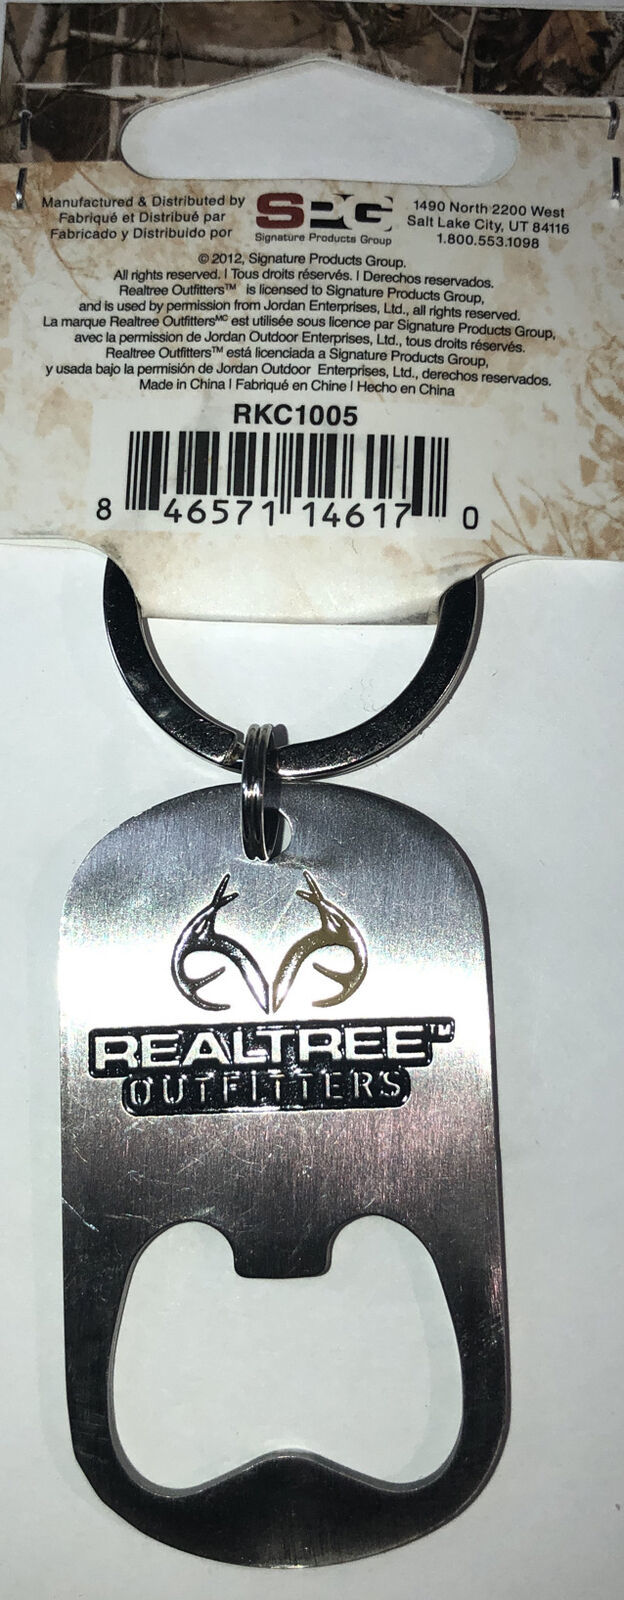 Manufactured & Distributed by
Fabriqué et Distribué par
Fabricado y Distribuido por
SPG
Signature Products Group
1490 North 2200 West
Salt Lake City, UT 84116
1.800.553.1098
© 2012, Signature Products Group.
All rights reserved. I Tous droits réservés. I Derechos reservados.
Realtree Outfitters™ is licensed to Signature Products Group,
and is used by permission from Jordan Enterprises, Ltd., all rights reserved.
La marque Realtree Outfittersᴹᶜ est utilisée sous licence par Signature Products Group,
avec la permission de Jordan Outdoor Enterprises, Ltd., tous droits réservés.
Realtree Outfitters™ está licenciada a Signature Products Group,
y usada bajo la permisión de Jordan Outdoor Enterprises, Ltd., derechos reservados.
Made in China I Fabriqué en Chine I Hecho en China
RKC1005
8 46571 14617 0
REALTREE™
OUTFITTERS